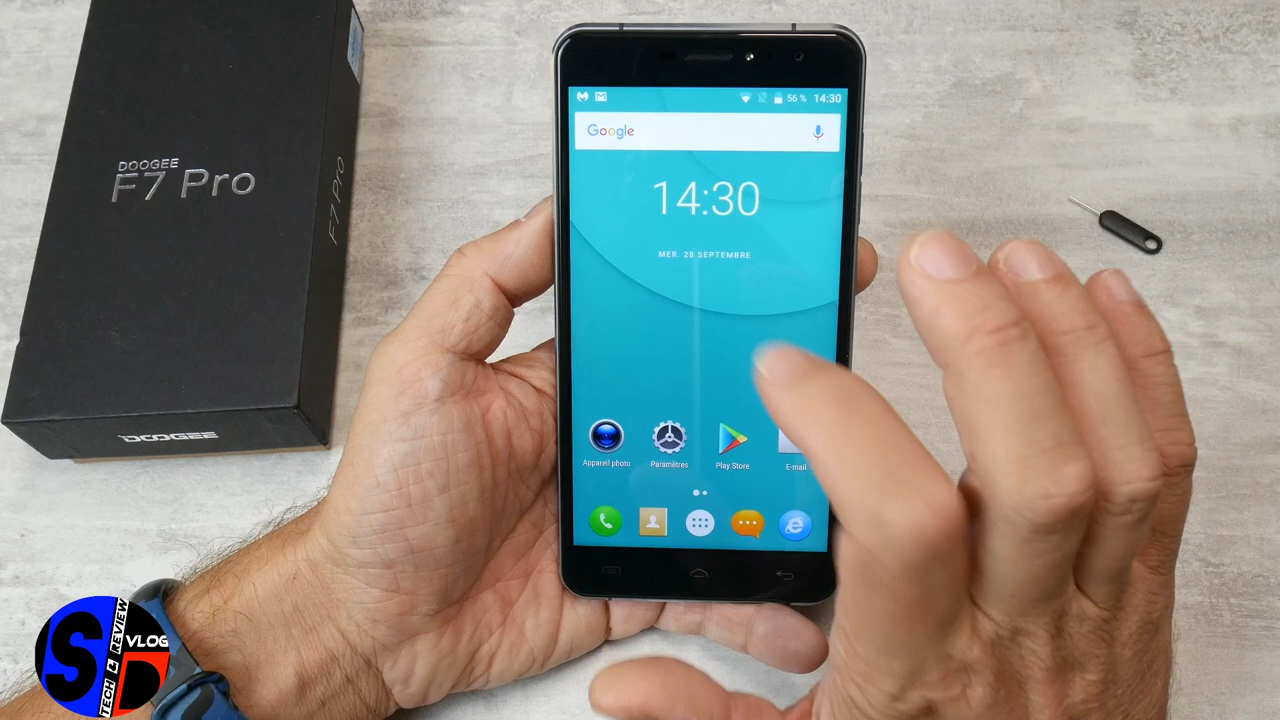 DOOGEE
F7 Pro
F7 Pro
DOOGEE
56 % 14:30
Google
14:30
MER. 28 SEPTEMBRE
Appareil photo
Paramètres
Play Store
E-mail
SD
VLOG
TECH & REVIEW